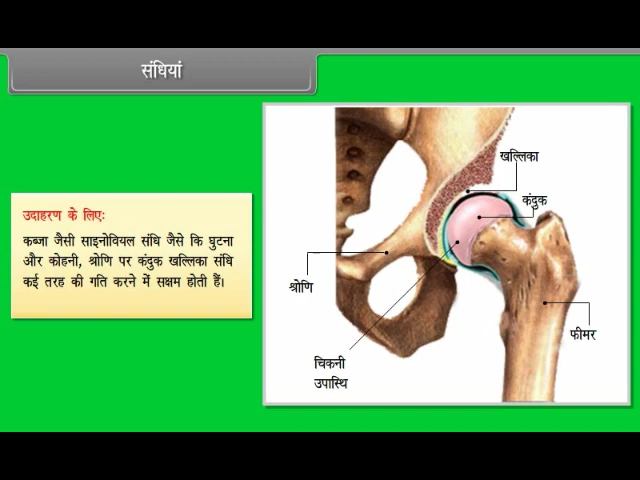 संधियां
उदाहरण के लिएः
कब्जा जैसी साइनोवियल संधि जैसे कि घुटना
और कोहनी, श्रोणि पर कंदुक खल्लिका संधि
कई तरह की गति करने में सक्षम होती हैं।
खल्लिका
कंदुक
श्रोणि
फीमर
चिकनी
उपास्थि